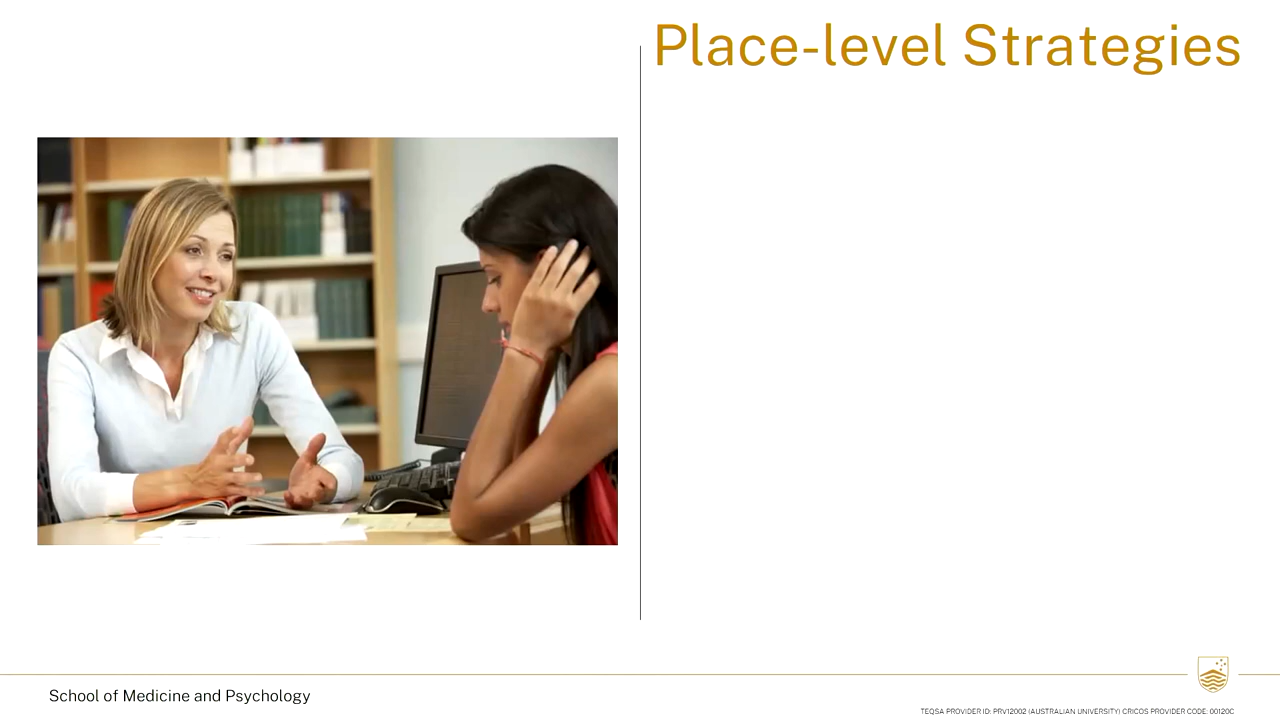 Place-level Strategies
School of Medicine and Psychology
TEQSA PROVIDER ID: PRV12002 (AUSTRALIAN UNIVERSITY) CRICOS PROVIDER CODE: 00120C